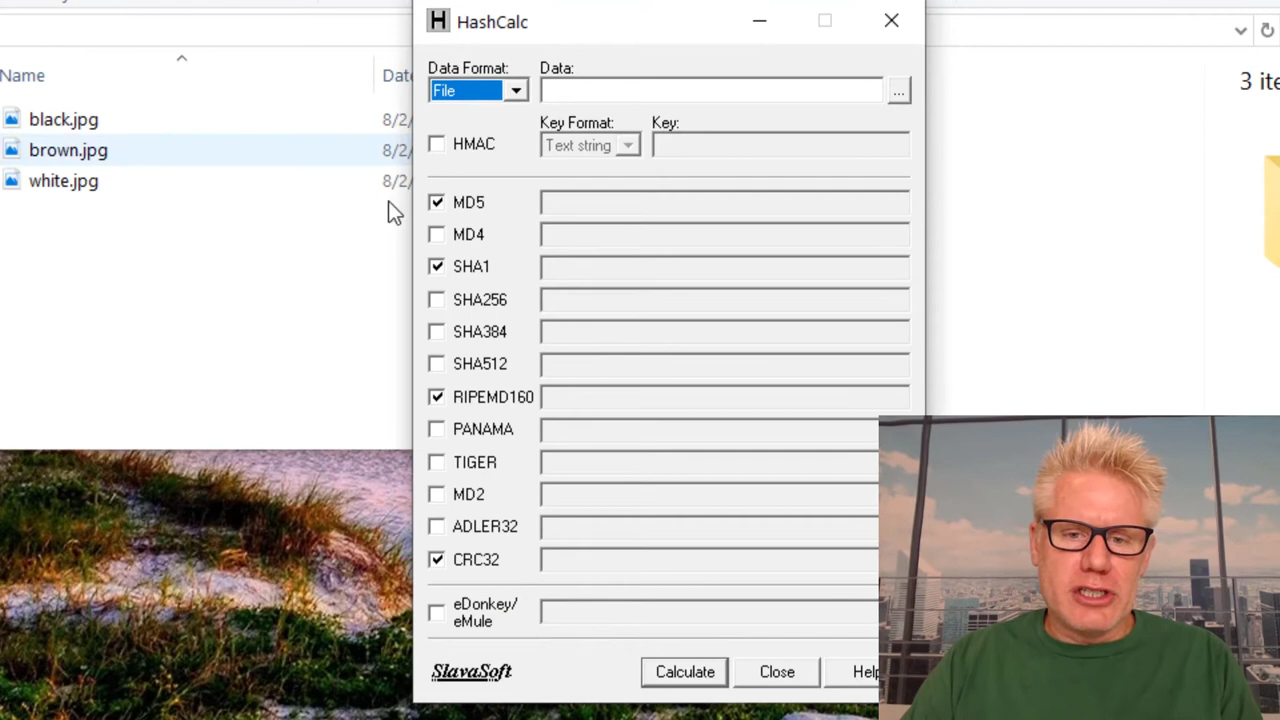 HashCalc
Data Format: Data:
File ...
Name Date
3 ite
black.jpg 8/2/
brown.jpg 8/2/
white.jpg 8/2/
HMAC
Key Format: Key:
Text string
MD5
MD4
SHA1
SHA256
SHA384
SHA512
RIPEMD160
PANAMA
TIGER
MD2
ADLER32
CRC32
eDonkey/
eMule
SlavaSoft
Calculate Close Help